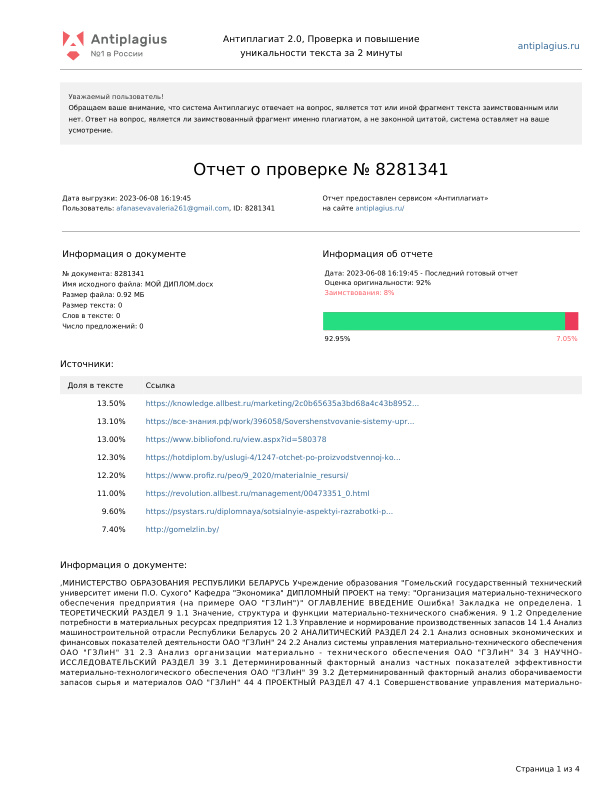 Antiplagius
№1 в России
Антиплагиат 2.0, Проверка и повышение
уникальности текста за 2 минуты
antiplagius.ru
Уважаемый пользователь!
Обращаем ваше внимание, что система Антиплагиус отвечает на вопрос, является тот или иной фрагмент текста заимствованным или
нет. Ответ на вопрос, является ли заимствованный фрагмент именно плагиатом, а не законной цитатой, система оставляет на ваше
усмотрение.
Отчет о проверке № 8281341
Дата выгрузки: 2023-06-08 16:19:45
Пользователь: afanasevavaleria261@gmail.com, ID: 8281341
Отчет предоставлен сервисом «Антиплагиат»
на сайте antiplagius.ru/
Информация о документе
№ документа: 8281341
Имя исходного файла: МОЙ ДИПЛОМ.docx
Размер файла: 0.92 МБ
Размер текста: 0
Слов в тексте: 0
Число предложений: 0
Информация об отчете
Дата: 2023-06-08 16:19:45 - Последний готовый отчет
Оценка оригинальности: 92%
Заимствования: 8%
92.95%
7.05%
Источники:
Доля в тексте Ссылка
13.50% https://knowledge.allbest.ru/marketing/2c0b65635a3bd68a4c43b8952...
13.10% https://все-знания.рф/work/396058/Sovershenstvovanie-sistemy-upr...
13.00% https://www.bibliofond.ru/view.aspx?id=580378
12.30% https://hotdiplom.by/uslugi-4/1247-otchet-po-proizvodstvennoj-ko...
12.20% https://www.profiz.ru/peo/9_2020/materialnie_resursi/
11.00% https://revolution.allbest.ru/management/00473351_0.html
9.60% https://psystars.ru/diplomnaya/sotsialnyie-aspektyi-razrabotki-p...
7.40% http://gomelzlin.by/
Информация о документе:
,МИНИСТЕРСТВО ОБРАЗОВАНИЯ РЕСПУБЛИКИ БЕЛАРУСЬ Учреждение образования "Гомельский государственный технический
университет имени П.О. Сухого" Кафедра "Экономика" ДИПЛОМНЫЙ ПРОЕКТ на тему: "Организация материально-технического
обеспечения предприятия (на примере ОАО "ГЗЛиН")" ОГЛАВЛЕНИЕ ВВЕДЕНИЕ Ошибка! Закладка не определена. 1
ТЕОРЕТИЧЕСКИЙ РАЗДЕЛ 9 1.1 Значение, структура и функции материально-технического снабжения. 9 1.2 Определение
потребности в материальных ресурсах предприятия 12 1.3 Управление и нормирование производственных запасов 14 1.4 Анализ
машиностроительной отрасли Республики Беларусь 20 2 АНАЛИТИЧЕСКИЙ РАЗДЕЛ 24 2.1 Анализ основных экономических и
финансовых показателей деятельности ОАО "ГЗЛиН" 24 2.2 Анализ системы управления материально-технического обеспечения
ОАО "ГЗЛиН" 31 2.3 Анализ организации материально - технического обеспечения ОАО "ГЗЛиН" 34 3 НАУЧНО-
ИССЛЕДОВАТЕЛЬСКИЙ РАЗДЕЛ 39 3.1 Детерминированный факторный анализ частных показателей эффективности
материально-технологического обеспечения ОАО "ГЗЛиН" 39 3.2 Детерминированный факторный анализ оборачиваемости
запасов сырья и материалов ОАО "ГЗЛиН" 44 4 ПРОЕКТНЫЙ РАЗДЕЛ 47 4.1 Совершенствование управления материально-
Страница 1 из 4